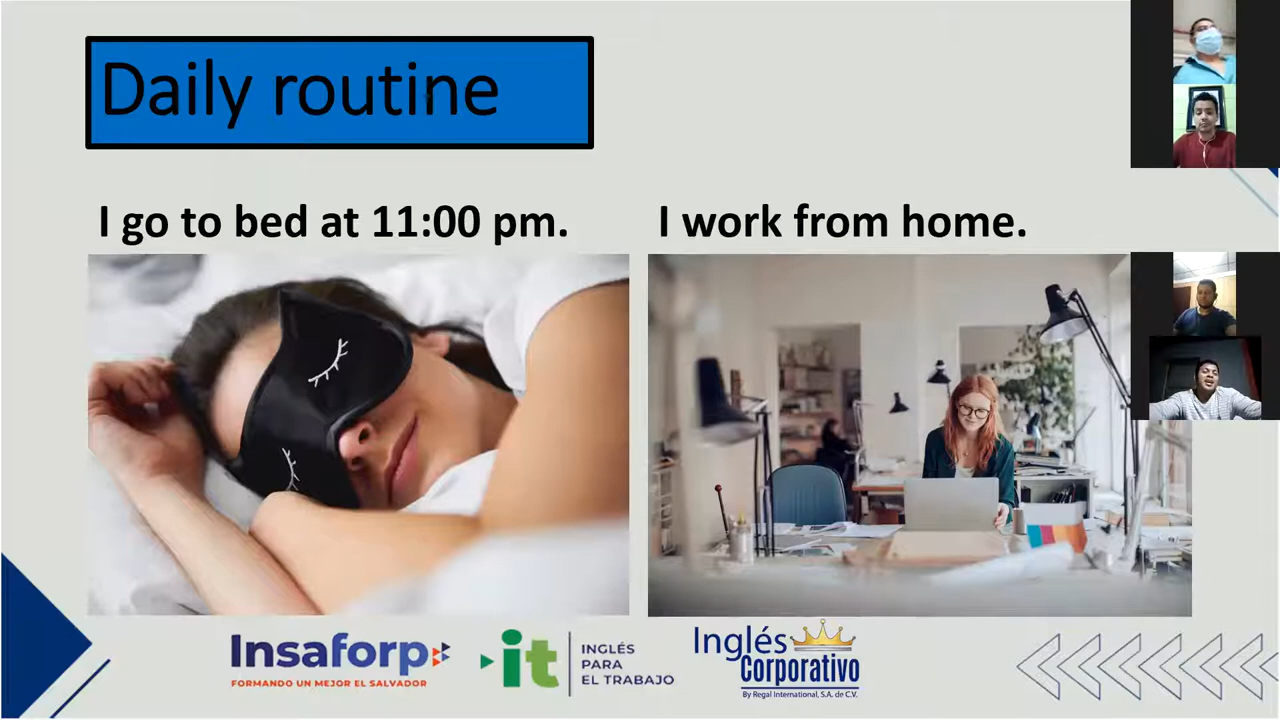 Daily routine
I go to bed at 11:00 pm.
I work from home.
Insaforp
FORMANDO UN MEJOR EL SALVADOR
it
INGLÉS
PARA
EL TRABAJO
Inglés
Corporativo
By Regal International, S.A. de C.V.